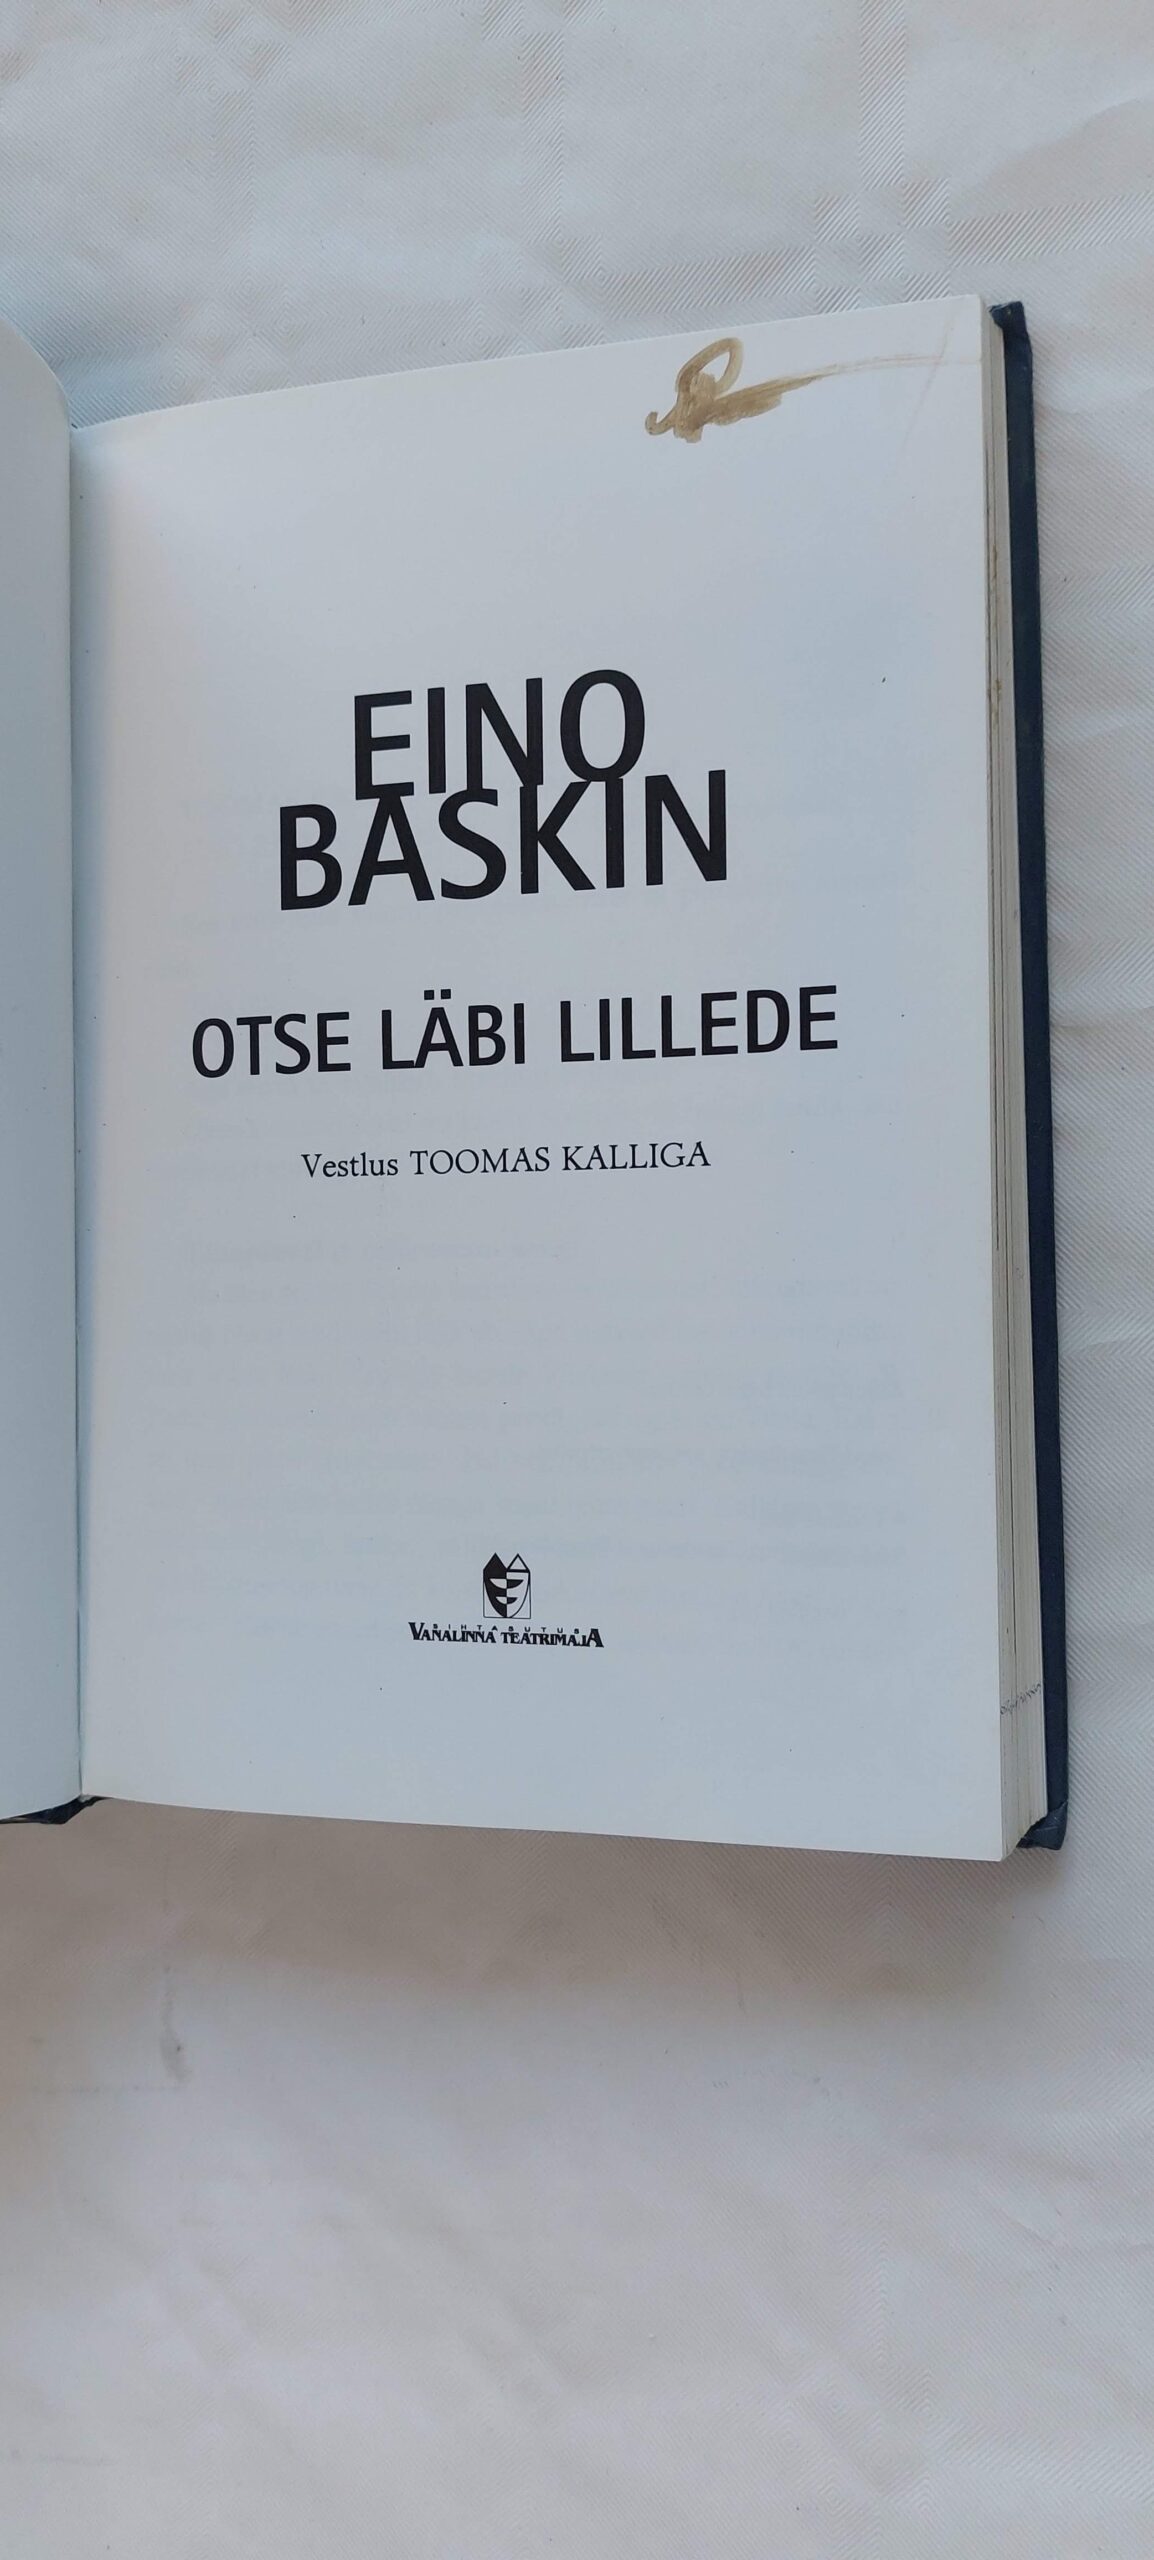 EINO
BASKIN
OTSE LÄBI LILLEDE
Vestlus TOOMAS KALLIGA
SIHTASUTUS
VANALINNA TEATRIMAJA